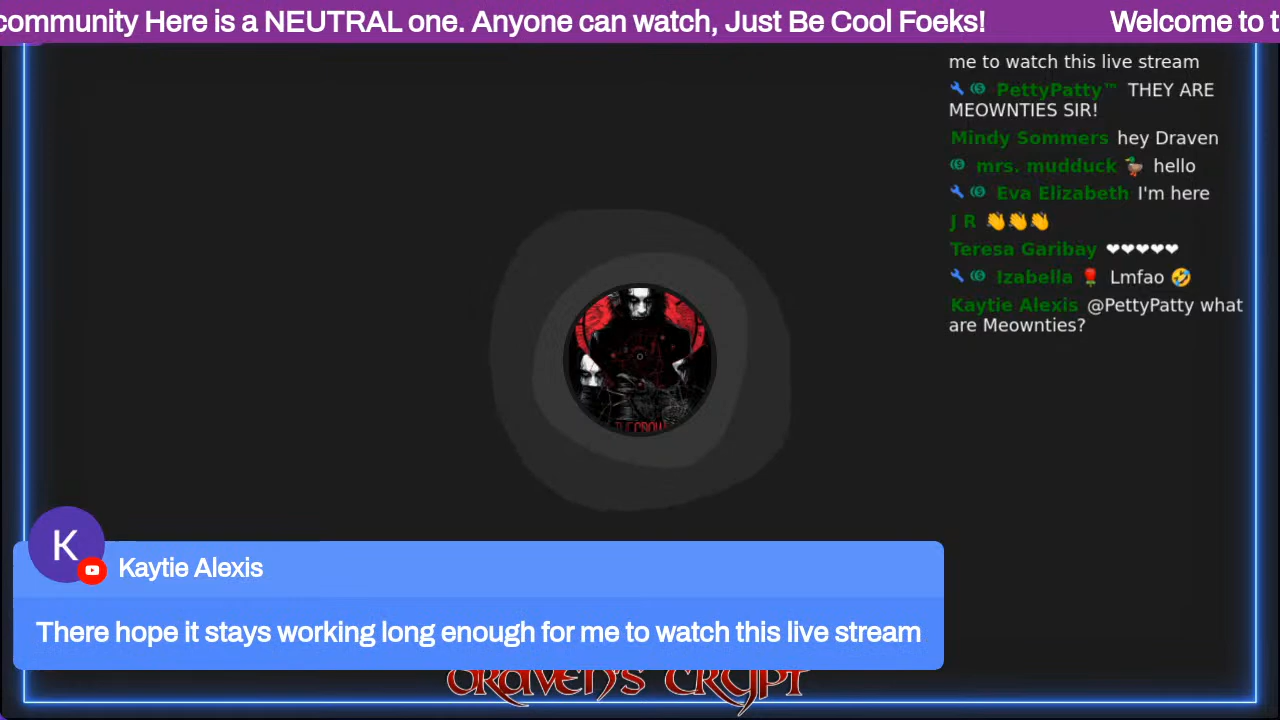 community Here is a NEUTRAL one. Anyone can watch, Just Be Cool Foeks! Welcome to t
me to watch this live stream
PettyPatty™ THEY ARE
MEOWNTIES SIR!
Mindy Sommers hey Draven
mrs. mudduck 🦆 hello
Eva Elizabeth I'm here
J R 👏👏👏
Teresa Garibay ❤❤❤❤❤
Izabella 🌹 Lmfao 🤣
Kaytie Alexis @PettyPatty what
are Meownties?
THE CROW
K
Kaytie Alexis
There hope it stays working long enough for me to watch this live stream
DRAVEN'S CRYPT